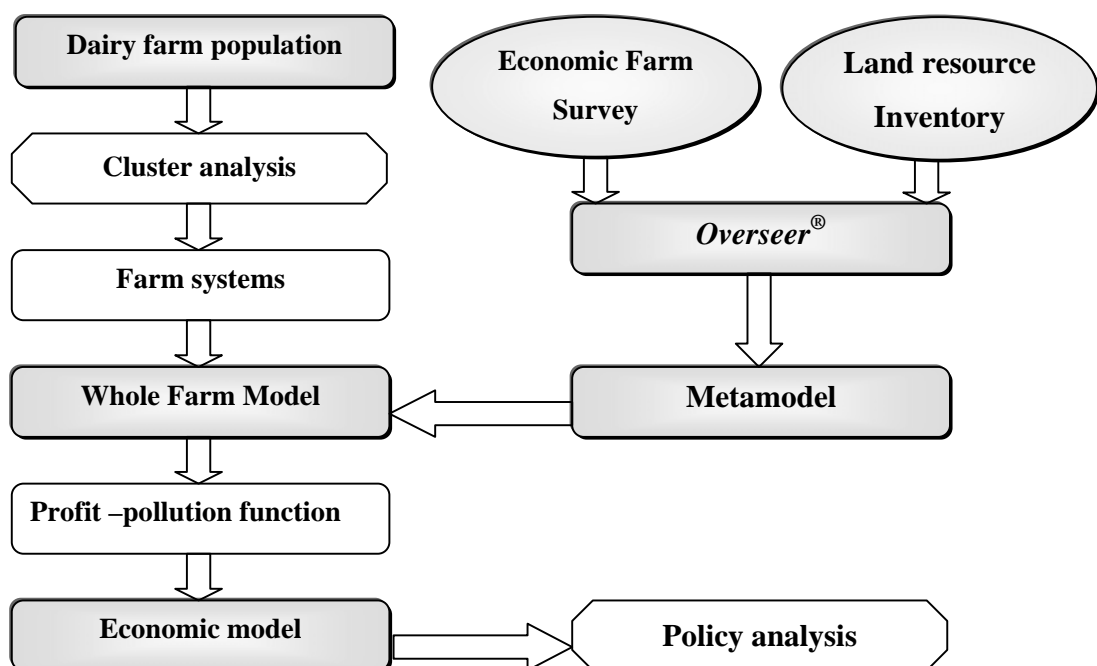 Dairy farm population
Economic Farm
Survey
Land resource
Inventory
Cluster analysis
Overseer®
Farm systems
Whole Farm Model
Metamodel
Profit –pollution function
Economic model
Policy analysis